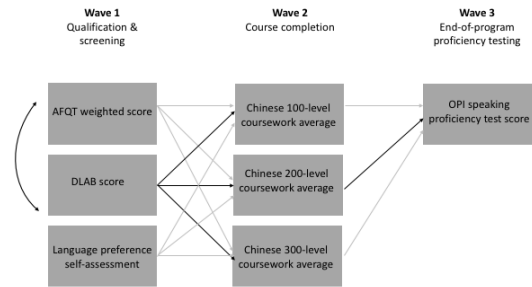 Wave 1
Qualification &
screening
Wave 2
Course completion
Wave 3
End-of-program
proficiency testing
AFQT weighted score
Chinese 100-level
coursework average
OPI speaking
proficiency test score
DLAB score
Chinese 200-level
coursework average
Language preference
self-assessment
Chinese 300-level
coursework average